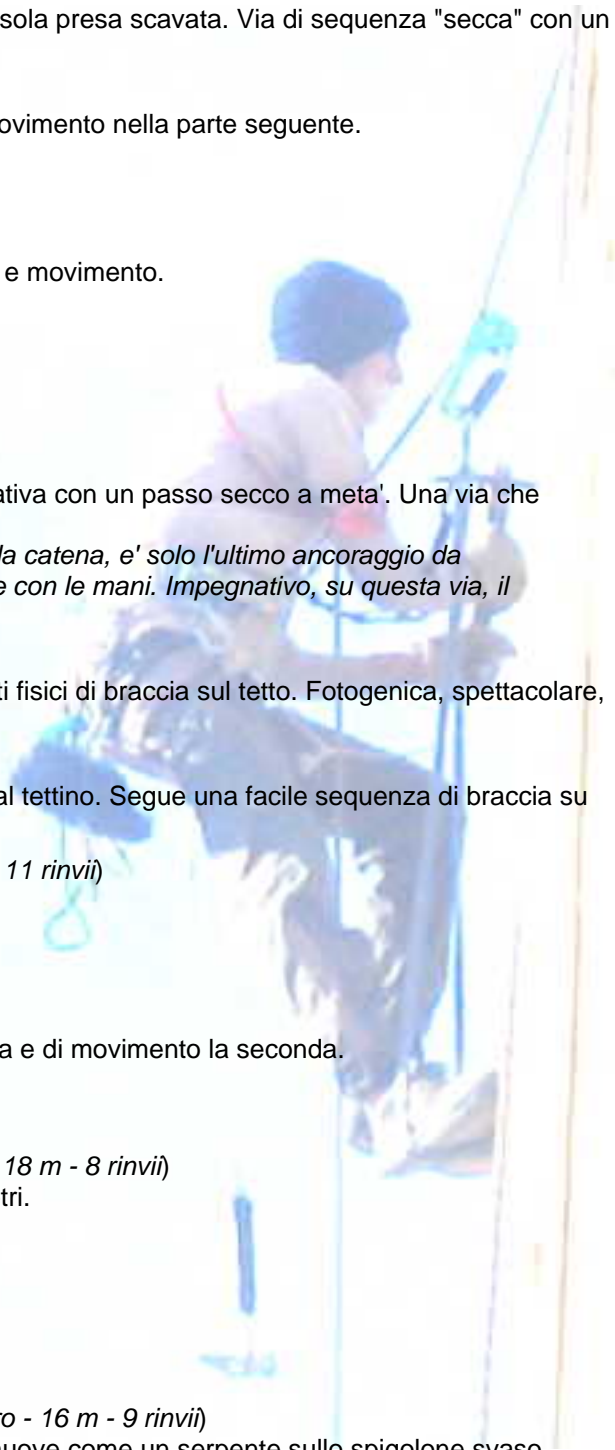 sola presa scavata. Via di sequenza "secca" con un
ovimento nella parte seguente.
e movimento.
ativa con un passo secco a meta'. Una via che
la catena, e' solo l'ultimo ancoraggio da
e con le mani. Impegnativo, su questa via, il
ti fisici di braccia sul tetto. Fotogenica, spettacolare,
al tettino. Segue una facile sequenza di braccia su
11 rinvii)
a e di movimento la seconda.
18 m - 8 rinvii)
tri.
ro - 16 m - 9 rinvii)
nuove come un serpente sullo spigolone svaso